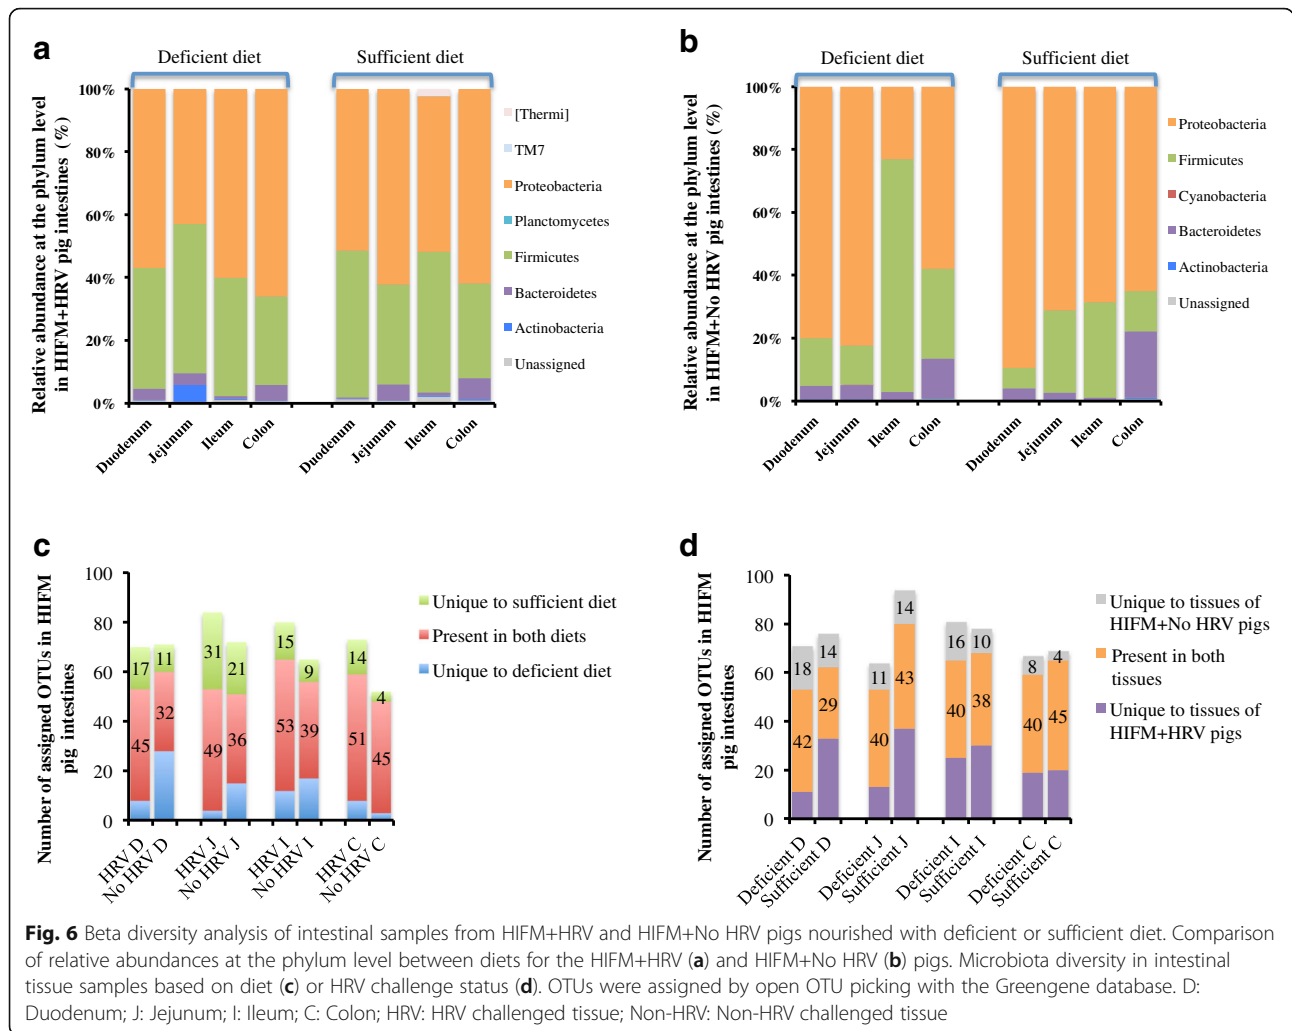 a
Deficient diet
Sufficient diet
Relative abundance at the phylum level
in HIFM+HRV pig intestines (%)
100%
80%
60%
40%
20%
0%
Duodenum
Jejunum
Ileum
Colon
Duodenum
Jejunum
Ileum
Colon
[Thermi]
TM7
Proteobacteria
Planctomycetes
Firmicutes
Bacteroidetes
Actinobacteria
Unassigned
b
Deficient diet
Sufficient diet
Relative abundance at the phylum level
in HIFM+No HRV pig intestines (%)
100%
80%
60%
40%
20%
0%
Duodenum
Jejunum
Ileum
Colon
Duodenum
Jejunum
Ileum
Colon
Proteobacteria
Firmicutes
Cyanobacteria
Bacteroidetes
Actinobacteria
Unassigned
c
Number of assigned OTUs in HIFM
pig intestines
100
80
60
40
20
0
17
45
11
32
31
49
21
36
15
53
9
39
14
51
4
45
HRV D
No HRV D
HRV J
No HRV J
HRV I
No HRV I
HRV C
No HRV C
Unique to sufficient diet
Present in both diets
Unique to deficient diet
d
Number of assigned OTUs in HIFM
pig intestines
100
80
60
40
20
0
18
42
14
29
11
40
14
43
16
40
10
38
8
40
4
45
Deficient D
Sufficient D
Deficient J
Sufficient J
Deficient I
Sufficient I
Deficient C
Sufficient C
Unique to tissues of
HIFM+No HRV pigs
Present in both
tissues
Unique to tissues of
HIFM+HRV pigs
Fig. 6 Beta diversity analysis of intestinal samples from HIFM+HRV and HIFM+No HRV pigs nourished with deficient or sufficient diet. Comparison
of relative abundances at the phylum level between diets for the HIFM+HRV (a) and HIFM+No HRV (b) pigs. Microbiota diversity in intestinal
tissue samples based on diet (c) or HRV challenge status (d). OTUs were assigned by open OTU picking with the Greengene database. D:
Duodenum; J: Jejunum; I: Ileum; C: Colon; HRV: HRV challenged tissue; Non-HRV: Non-HRV challenged tissue